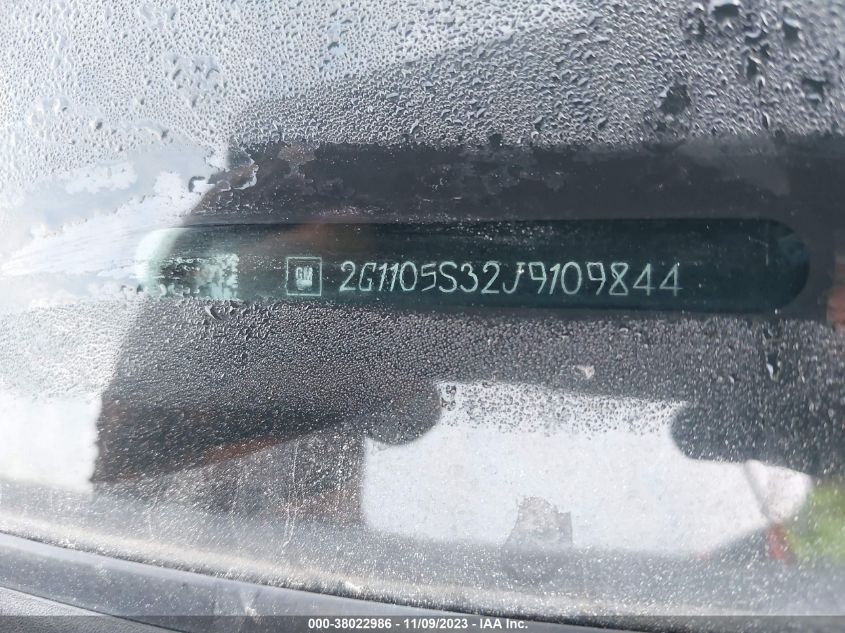 GM 2G1105S32J9109844
000-38022986 - 11/09/2023 - IAA Inc.